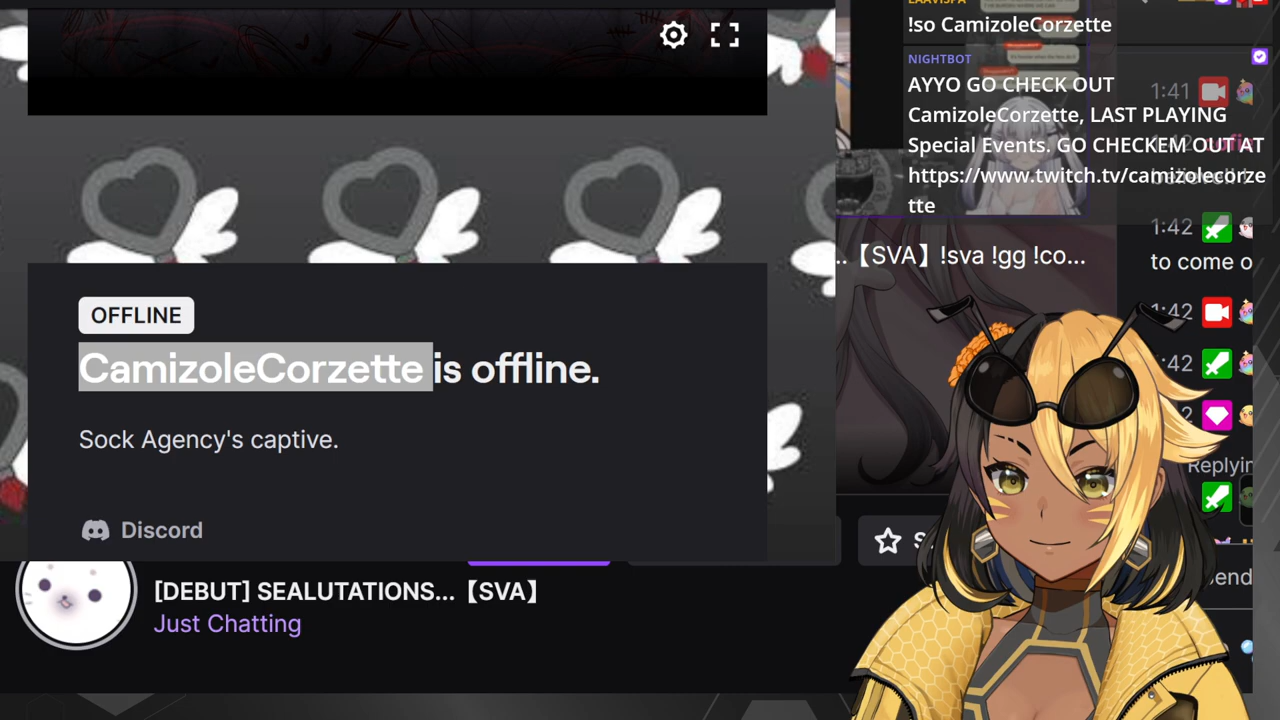 !so CamizoleCorzette
NIGHTBOT
AYYO GO CHECK OUT
CamizoleCorzette, LAST PLAYING
Special Events. GO CHECKEM OUT AT
https://www.twitch.tv/camizolecorze
tte
1:41
1:42
to come o
1:42
:42
Replyin
...【SVA】!sva !gg !co...
OFFLINE
CamizoleCorzette is offline.
Sock Agency's captive.
Discord
S
end
[DEBUT] SEALUTATIONS...【SVA】
Just Chatting